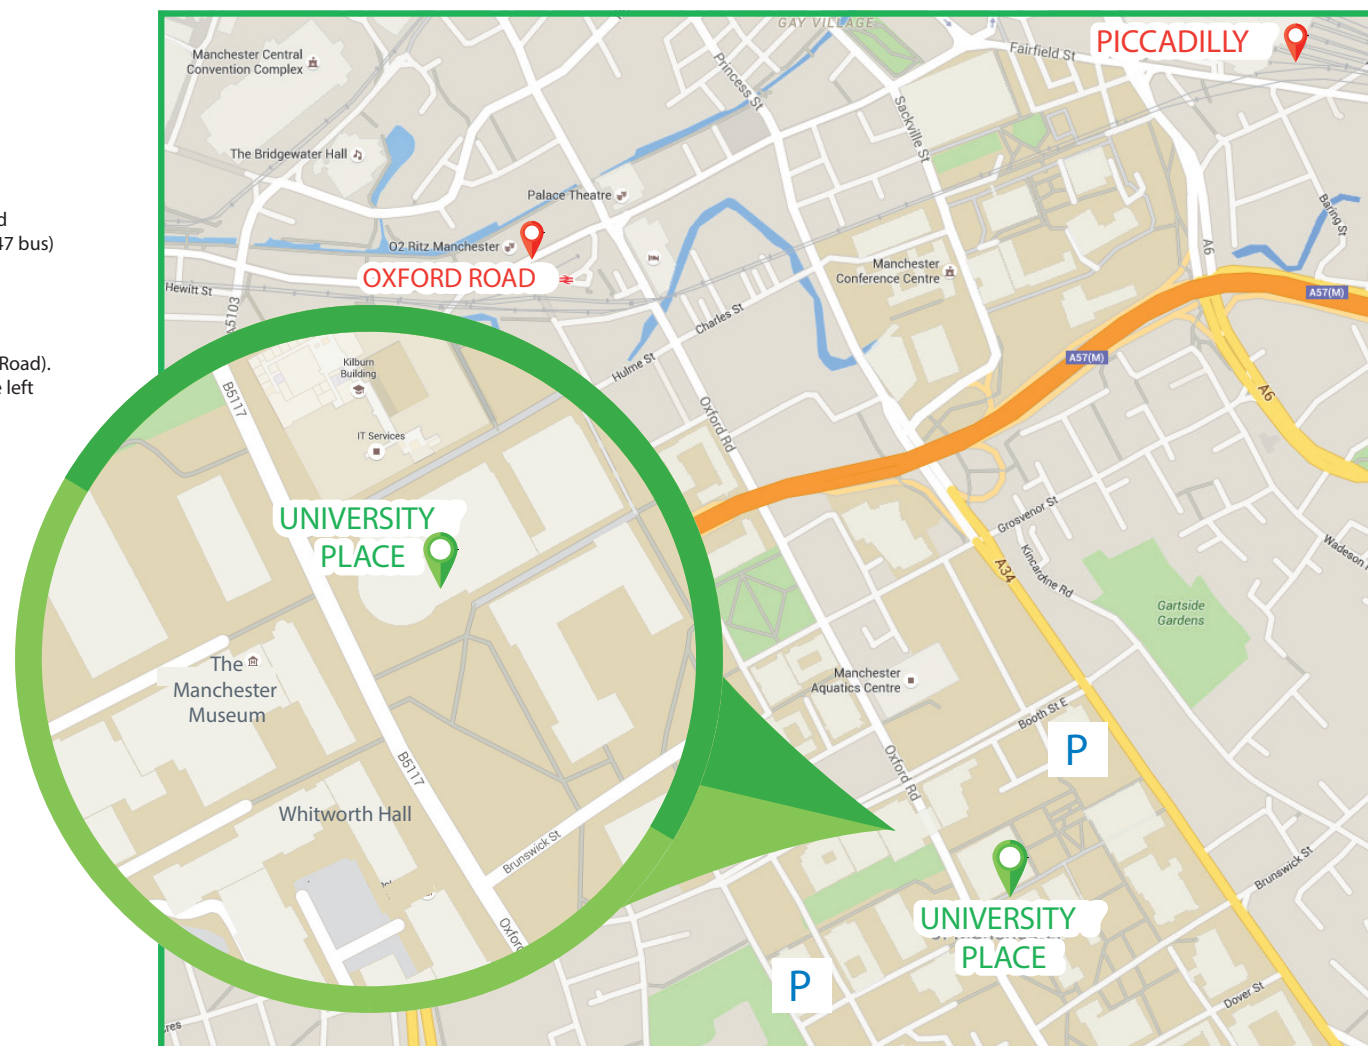 GAY VILLAGE
PICCADILLY
Fairfield St
Manchester Central
Convention Complex
Princess St
Sackville St
The Bridgewater Hall
Palace Theatre
Baring St
d
47 bus)
O2 Ritz Manchester
A6
OXFORD ROAD
Manchester
Conference Centre
Hewitt St
A57(M)
A5103
Charles St
Road).
e left
Kilburn
Building
Hulme St
A57(M)
B5117
A6
Oxford Rd
IT Services
UNIVERSITY
PLACE
Grosvenor St
Wadeson
Kincardine Rd
A34
Gartside
Gardens
The
Manchester
Museum
Manchester
Aquatics Centre
Booth St E
P
B5117
Oxford Rd
Whitworth Hall
Brunswick St
Brunswick St
UNIVERSITY
PLACE
Oxford
P
Dover St